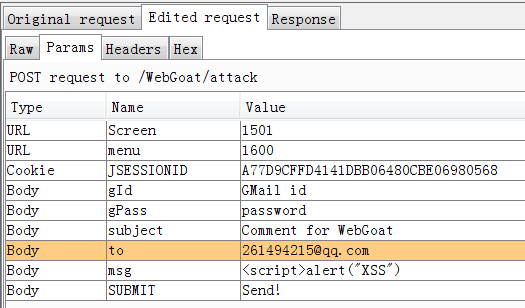 Original request Edited request Response
Raw Params Headers Hex
POST request to /WebGoat/attack
Type Name Value
URL Screen 1501
URL menu 1600
Cookie JSESSIONID A77D9CFFD4141DBB06480CBE06980568
Body gId GMail id
Body gPass password
Body subject Comment for WebGoat
Body to 261494215@qq.com
Body msg <script>alert("XSS")
Body SUBMIT Send!